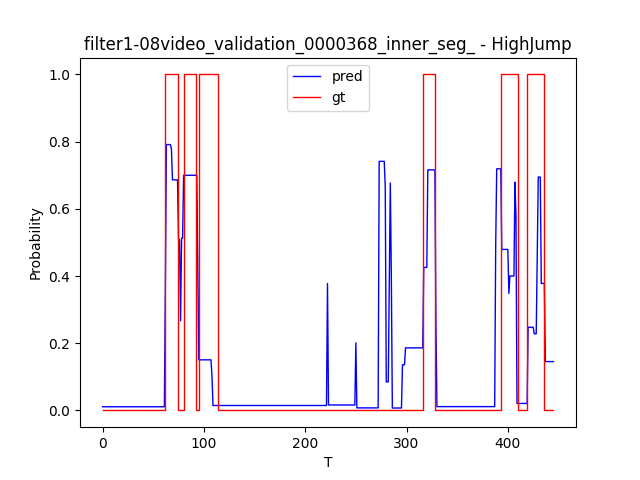 filter1-08video_validation_0000368_inner_seg_ - HighJump
pred
gt
1.0
0.8
0.6
0.4
0.2
0.0
Probability
0
100
200
300
400
T